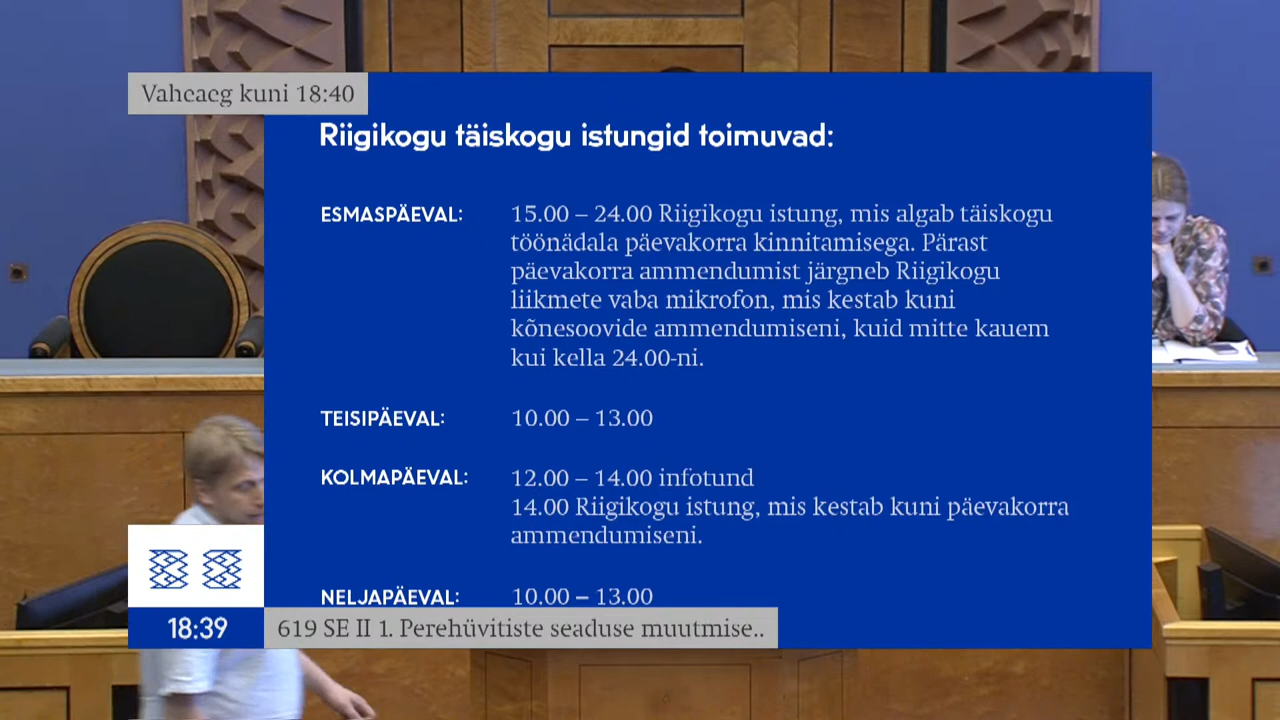 Vaheaeg kuni 18:40
Riigikogu täiskogu istungid toimuvad:
ESMASPÄEVAL:
15.00 – 24.00 Riigikogu istung, mis algab täiskogu
töönädala päevakorra kinnitamisega. Pärast
päevakorra ammendumist järgneb Riigikogu
liikmete vaba mikrofon, mis kestab kuni
kõnesoovide ammendumiseni, kuid mitte kauem
kui kella 24.00-ni.
TEISIPÄEVAL:
10.00 – 13.00
KOLMAPÄEVAL:
12.00 – 14.00 infotund
14.00 Riigikogu istung, mis kestab kuni päevakorra
ammendumiseni.
NELJAPÄEVAL:
10.00 – 13.00
18:39
619 SE II 1. Perehüvitiste seaduse muutmise..